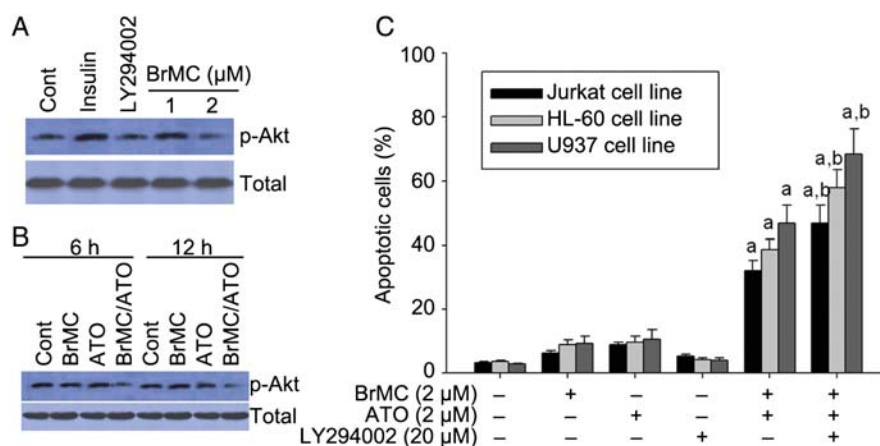 A
Cont
Insulin
LY294002
BrMC (μM)
1
2
p-Akt
Total
B
6 h
12 h
Cont
BrMC
ATO
BrMC/ATO
Cont
BrMC
ATO
BrMC/ATO
p-Akt
Total
C
100
80
60
40
20
0
Apoptotic cells (%)
Jurkat cell line
HL-60 cell line
U937 cell line
a
a
a
a,b
a,b
a,b
BrMC (2 μM) – + – – + +
ATO (2 μM) – – + – + +
LY294002 (20 μM) – – – + – +